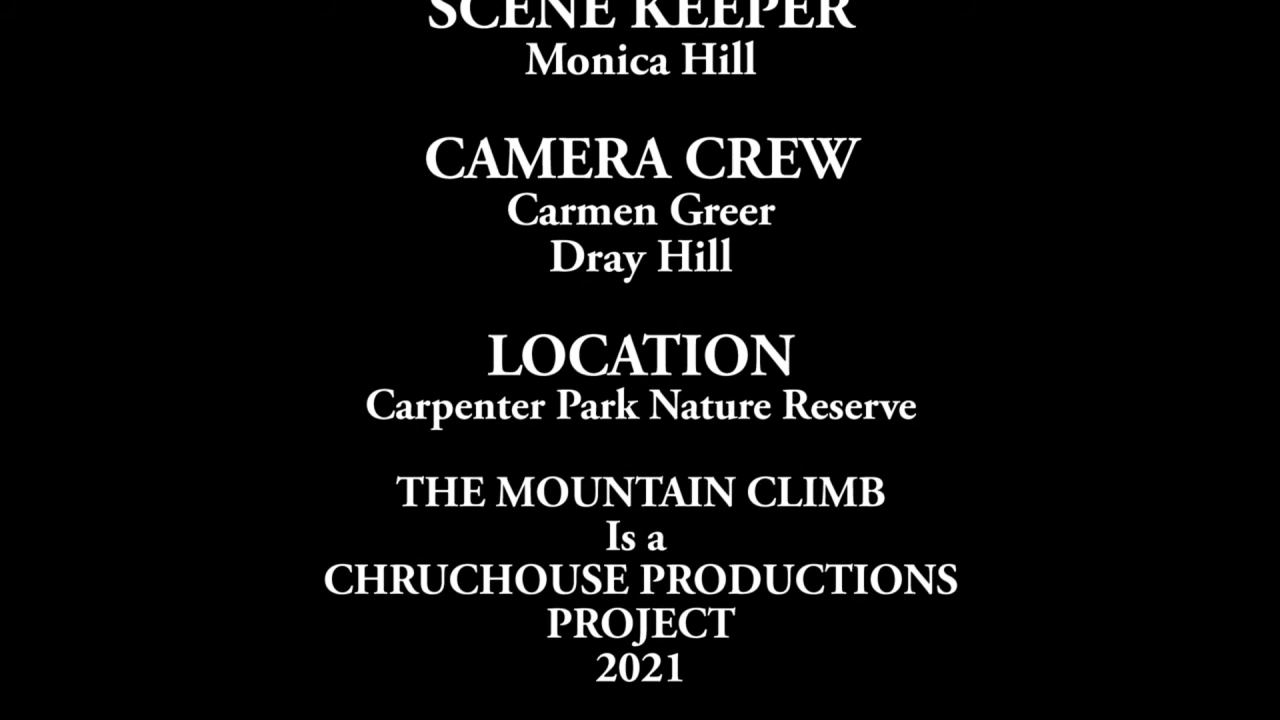 SCENE KEEPER
Monica Hill
CAMERA CREW
Carmen Greer
Dray Hill
LOCATION
Carpenter Park Nature Reserve
THE MOUNTAIN CLIMB
Is a
CHRUCHOUSE PRODUCTIONS
PROJECT
2021